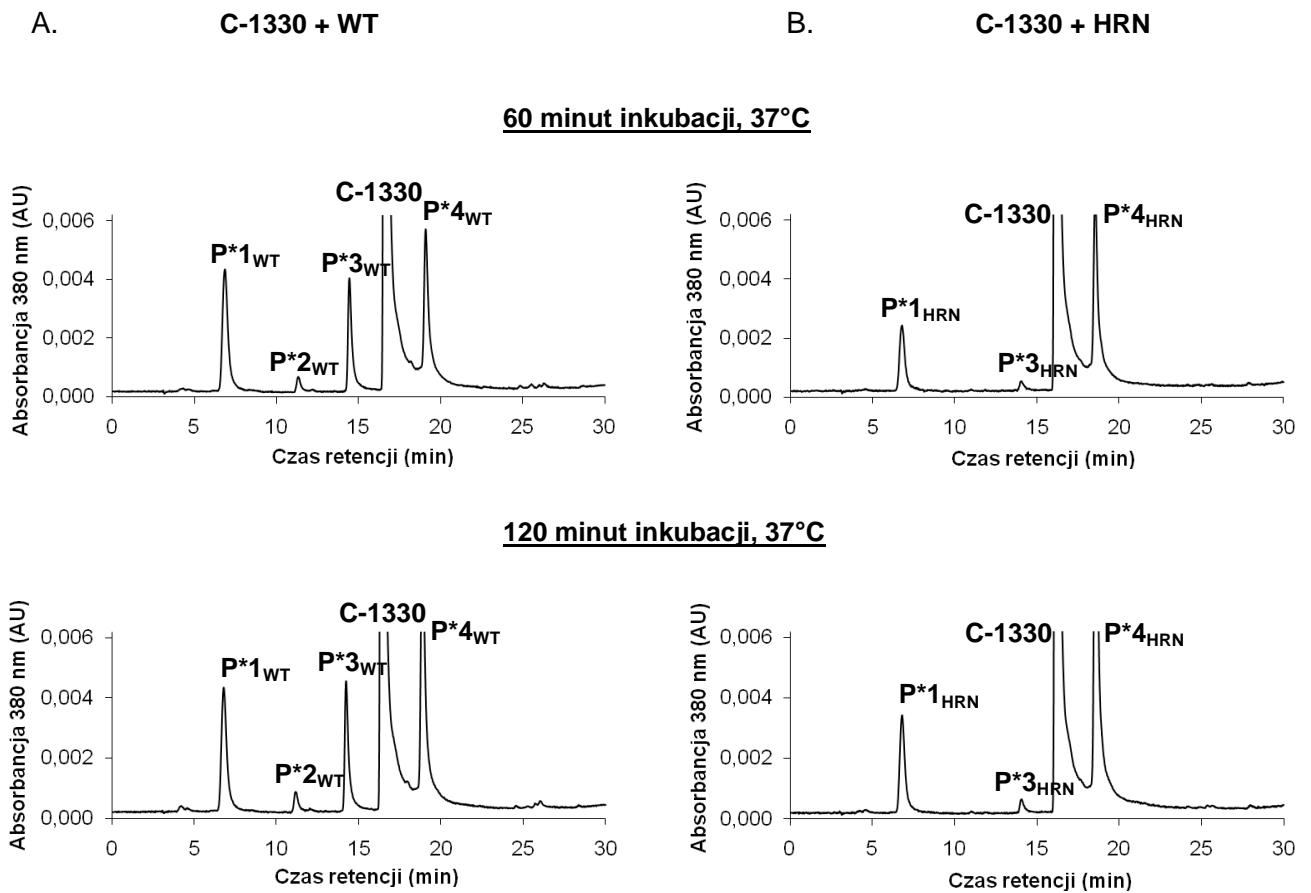 A. C-1330 + WT
B. C-1330 + HRN
60 minut inkubacji, 37°C
Absorbancja 380 nm (AU)
0,006
0,004
0,002
0,000
P*1WT
P*2WT
P*3WT
C-1330
P*4WT
0 5 10 15 20 25 30
Czas retencji (min)
Absorbancja 380 nm (AU)
0,006
0,004
0,002
0,000
P*1HRN
P*3HRN
C-1330
P*4HRN
0 5 10 15 20 25 30
Czas retencji (min)
120 minut inkubacji, 37°C
Absorbancja 380 nm (AU)
0,006
0,004
0,002
0,000
P*1WT
P*2WT
P*3WT
C-1330
P*4WT
0 5 10 15 20 25 30
Czas retencji (min)
Absorbancja 380 nm (AU)
0,006
0,004
0,002
0,000
P*1HRN
P*3HRN
C-1330
P*4HRN
0 5 10 15 20 25 30
Czas retencji (min)